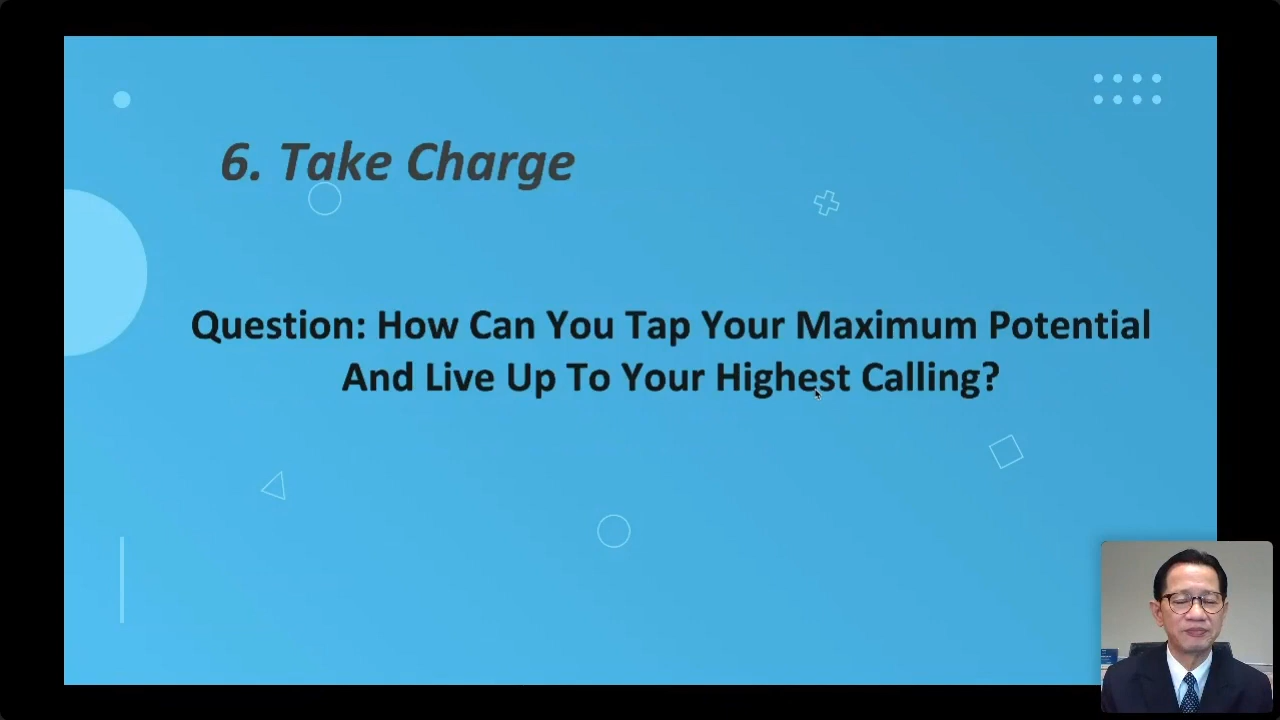 6. Take Charge
Question: How Can You Tap Your Maximum Potential
And Live Up To Your Highest Calling?